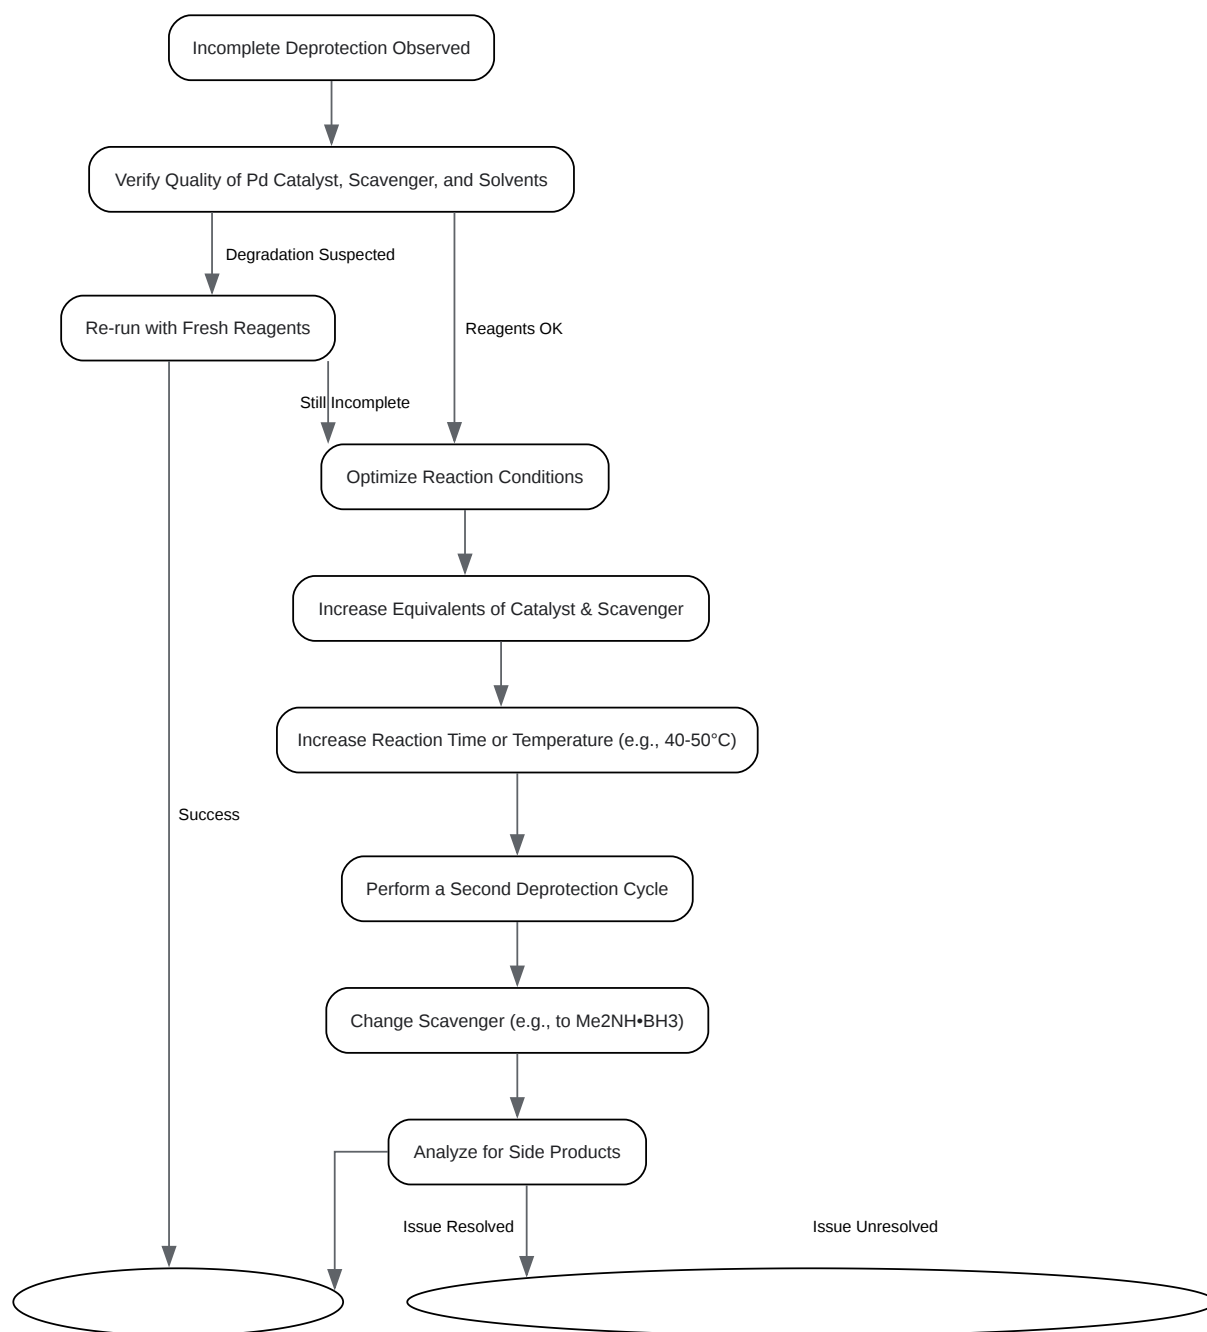 Incomplete Deprotection Observed
Verify Quality of Pd Catalyst, Scavenger, and Solvents
Degradation Suspected
Re-run with Fresh Reagents
Reagents OK
Still Incomplete
Optimize Reaction Conditions
Increase Equivalents of Catalyst & Scavenger
Increase Reaction Time or Temperature (e.g., 40-50°C)
Success
Perform a Second Deprotection Cycle
Change Scavenger (e.g., to Me2NH•BH3)
Analyze for Side Products
Issue Resolved
Issue Unresolved